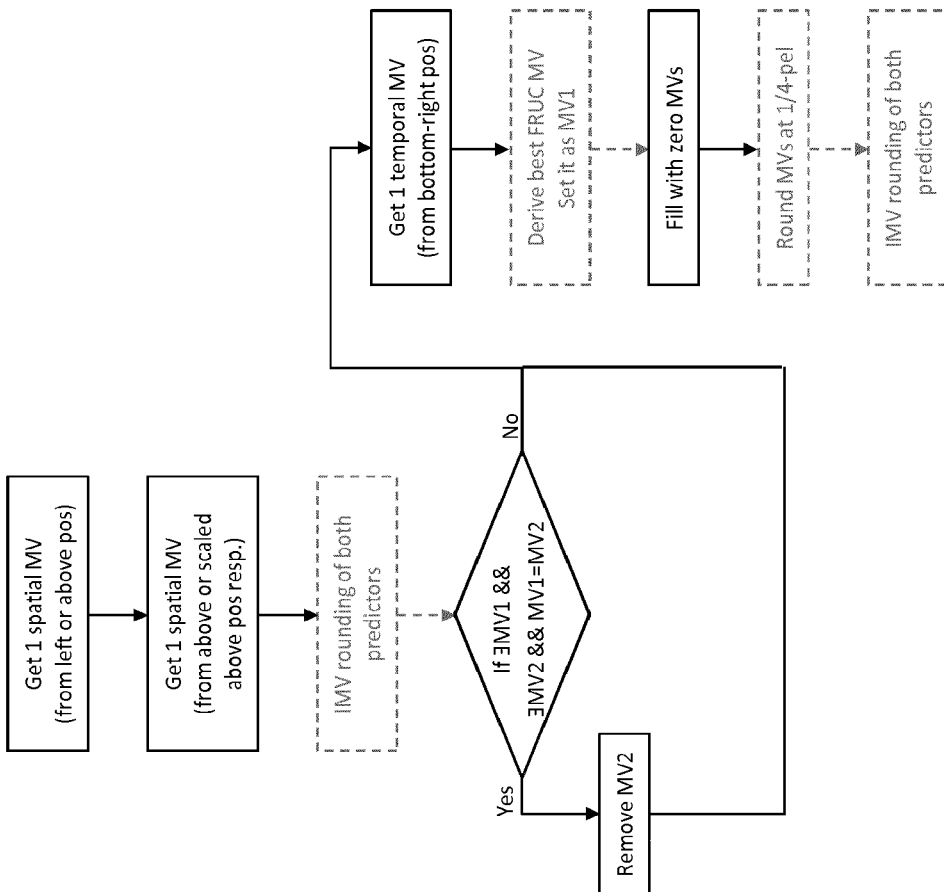 Get 1 spatial MV
(from left or above pos)
Get 1 spatial MV
(from above or scaled
above pos resp.)
IMV rounding of both
predictors
If ∃MV1 &&
∃MV2 && MV1=MV2
Yes
No
Remove MV2
Get 1 temporal MV
(from bottom-right pos)
Derive best FRUC MV
Set it as MV1
Fill with zero MVs
Round MVs at 1/4-pel
IMV rounding of both
predictors